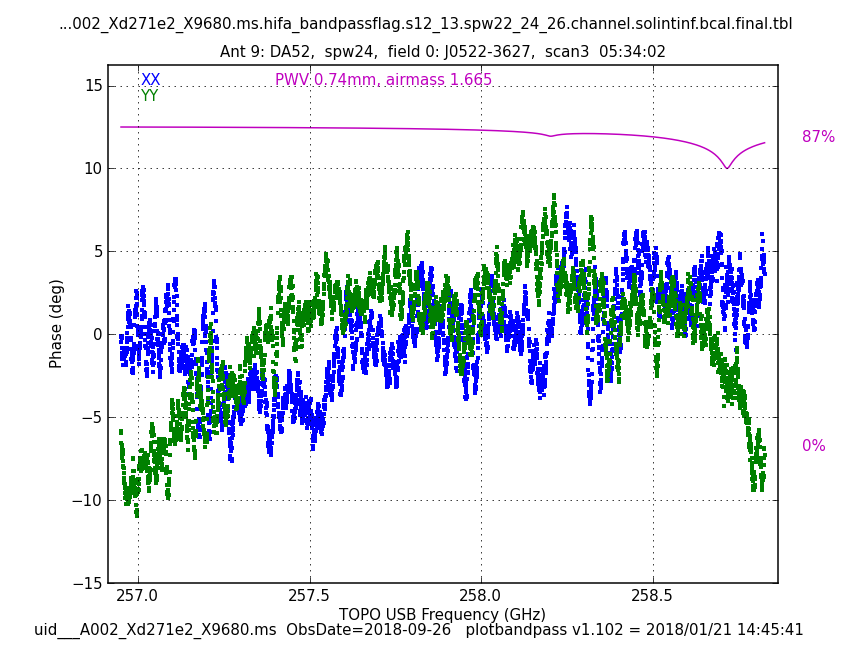 ...002_Xd271e2_X9680.ms.hifa_bandpassflag.s12_13.spw22_24_26.channel.solintinf.bcal.final.tbl
Ant 9: DA52,  spw24,  field 0: J0522-3627,  scan3  05:34:02
XX
YY
PWV 0.74mm, airmass 1.665
87%
0%
15
10
5
0
−5
−10
−15
Phase (deg)
257.0 257.5 258.0 258.5
TOPO USB Frequency (GHz)
uid___A002_Xd271e2_X9680.ms  ObsDate=2018-09-26   plotbandpass v1.102 = 2018/01/21 14:45:41